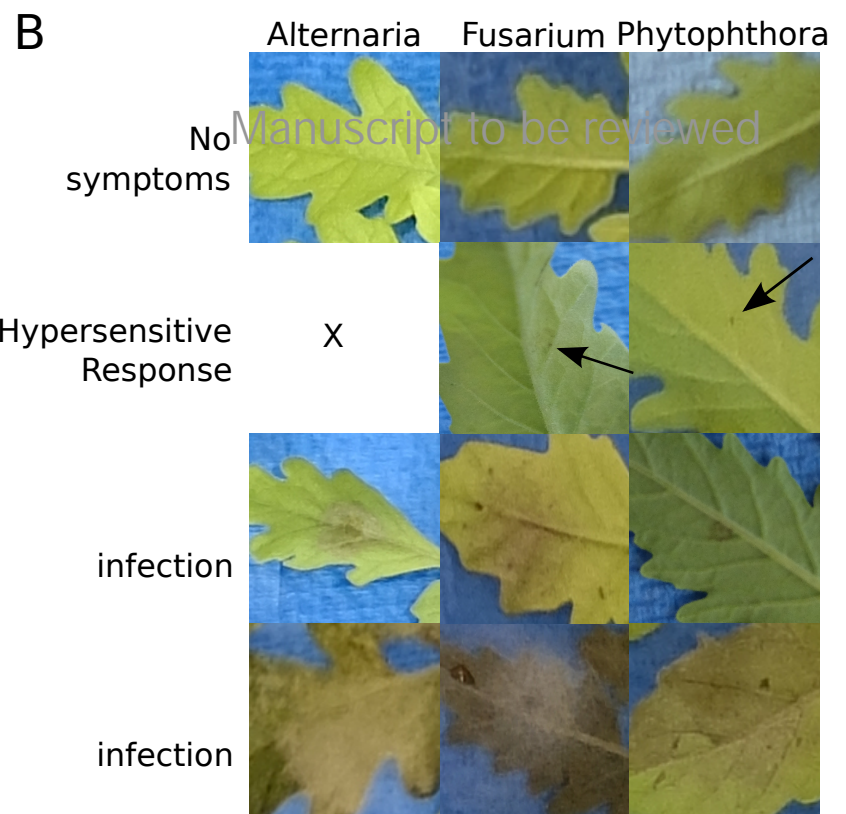 B
Alternaria Fusarium Phytophthora
Manuscript to be reviewed
No
symptoms
Hypersensitive
Response
X
infection
infection